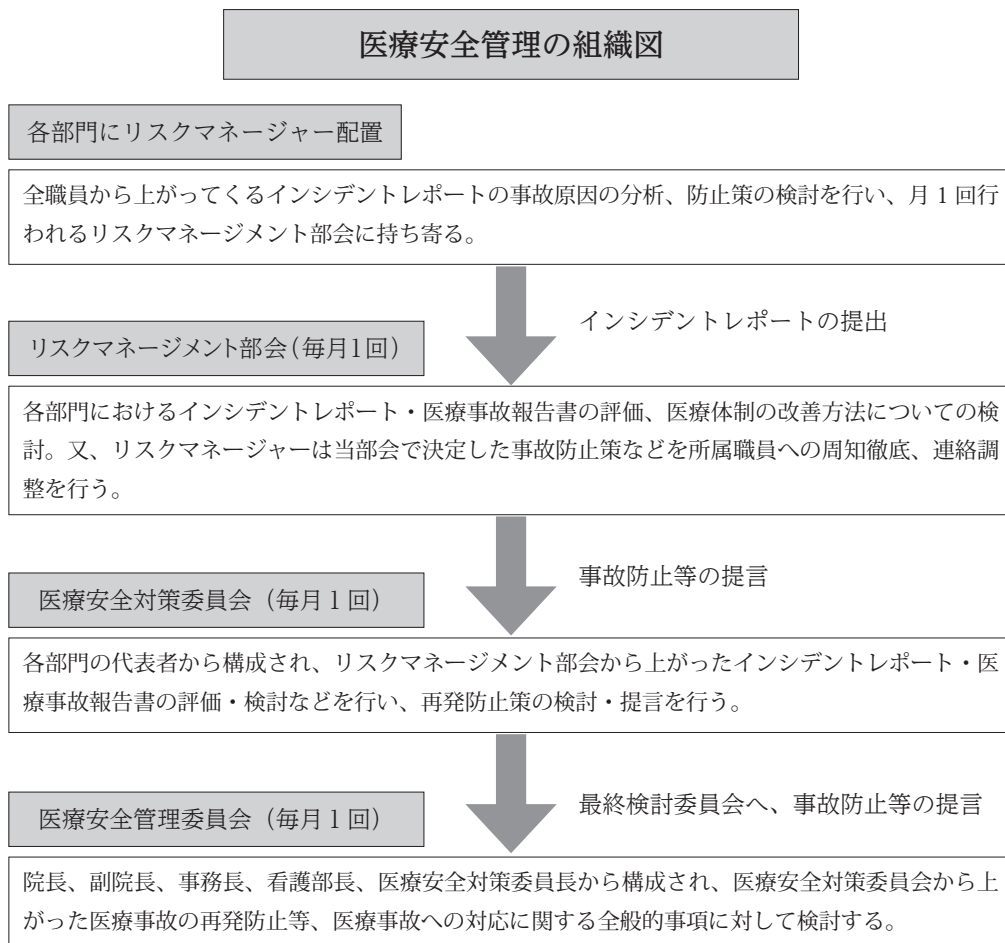 医療安全管理の組織図
各部門にリスクマネージャー配置
全職員から上がってくるインシデントレポートの事故原因の分析、防止策の検討を行い、月1回行
われるリスクマネージメント部会に持ち寄る。
インシデントレポートの提出
リスクマネージメント部会（毎月1回）
各部門におけるインシデントレポート・医療事故報告書の評価、医療体制の改善方法についての検
討。又、リスクマネージャーは当部会で決定した事故防止策などを所属職員への周知徹底、連絡調
整を行う。
事故防止等の提言
医療安全対策委員会（毎月1回）
各部門の代表者から構成され、リスクマネージメント部会から上がったインシデントレポート・医
療事故報告書の評価・検討などを行い、再発防止策の検討・提言を行う。
最終検討委員会へ、事故防止等の提言
医療安全管理委員会（毎月1回）
院長、副院長、事務長、看護部長、医療安全対策委員長から構成され、医療安全対策委員会から上
がった医療事故の再発防止等、医療事故への対応に関する全般的事項に対して検討する。